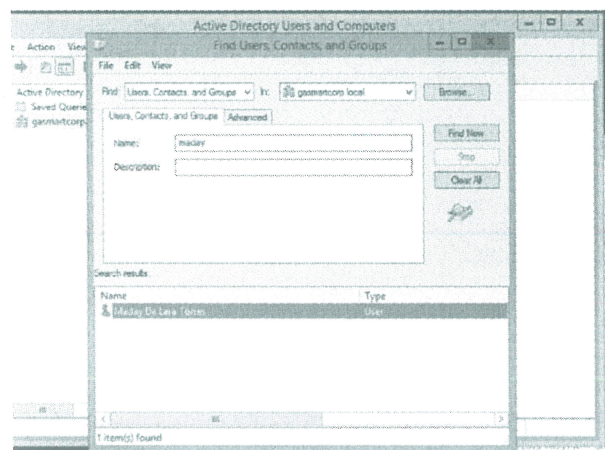 Active Directory Users and Computers
Action View
Find Users, Contacts, and Groups
File Edit View
Active Directory
Saved Querie
gasmartcorp
Find: Users, Contacts, and Groups In: gasmartcorp.local Browse...
Users, Contacts, and Groups Advanced
Name: maday
Description:
Find Now
Stop
Clear All
Search results:
Name Type
Maday De Lara Torres User
1 item(s) found